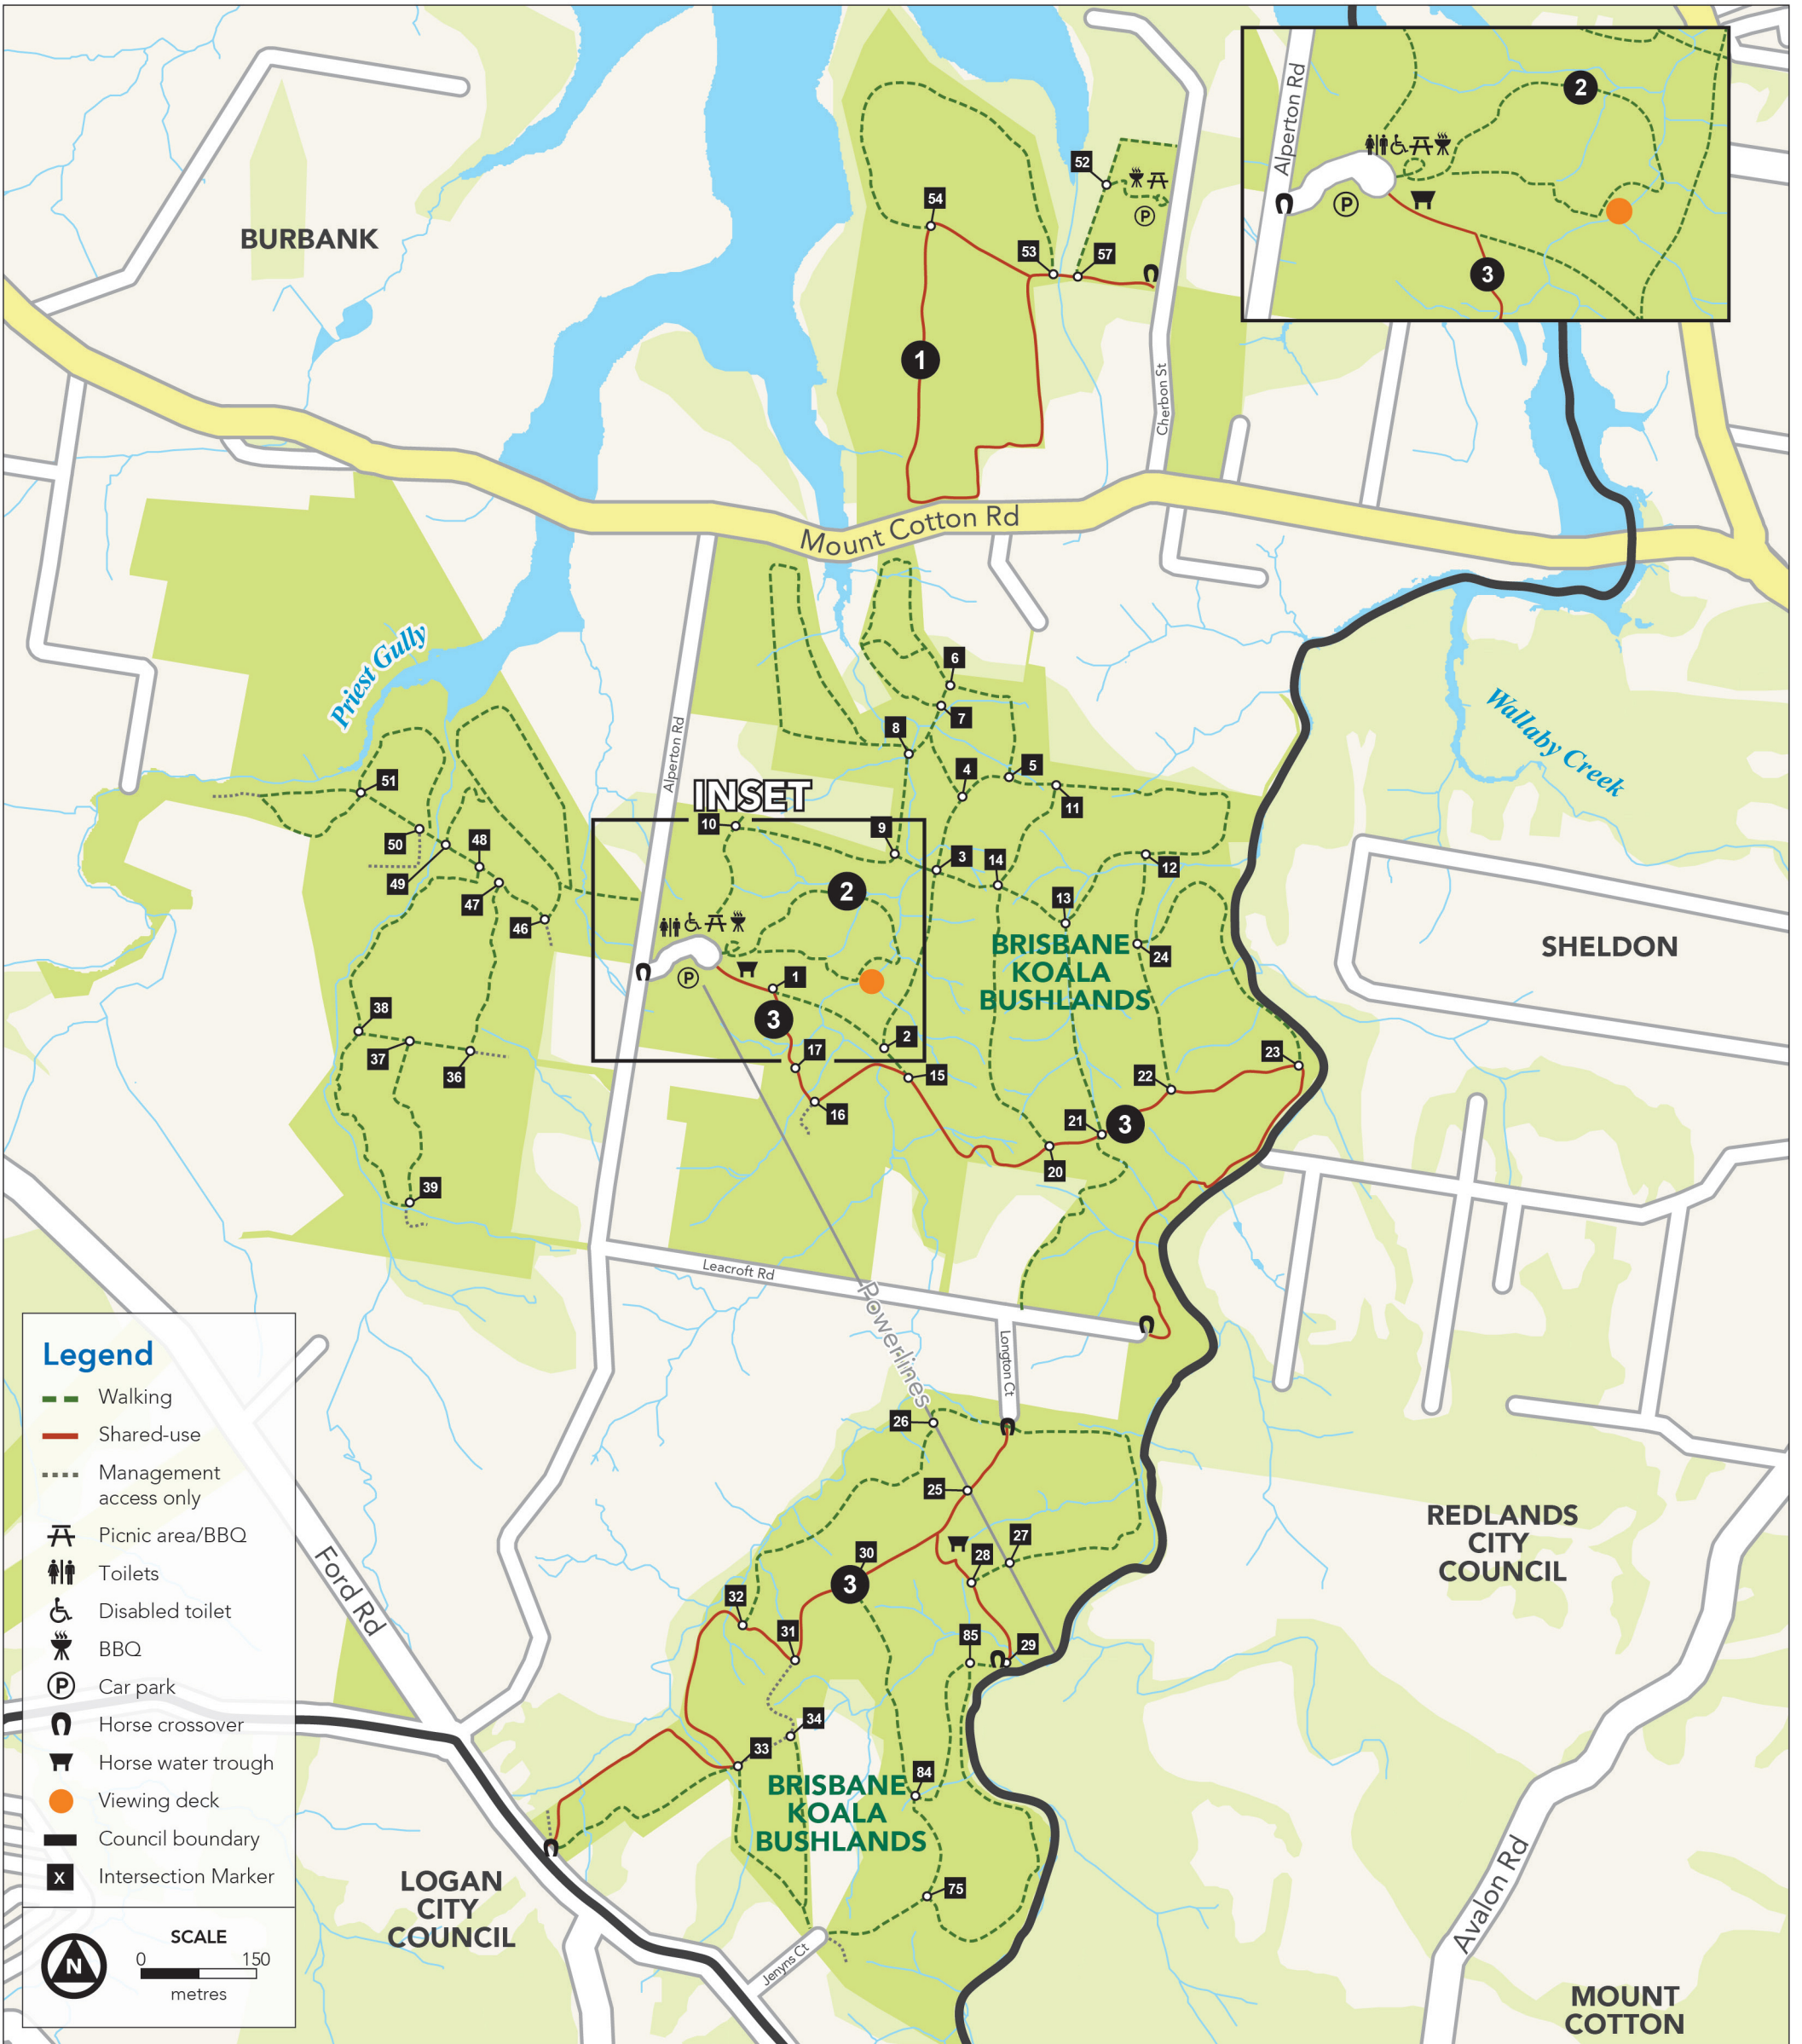 BURBANK
52
54
53
57
1
Cherbon St
Alperton Rd
2
P
3
P
Mount Cotton Rd
Priest Gully
Wallaby Creek
Alperton Rd
6
7
8
4
5
11
51
50
48
49
47
46
INSET
10
9
3
14
12
13
2
24
BRISBANE
KOALA
BUSHLANDS
SHELDON
P
1
3
2
17
15
16
38
37
36
39
23
22
21
3
20
Leacroft Rd
Powerlines
Longton Ct
26
25
27
28
30
3
32
31
85
29
34
33
84
75
BRISBANE
KOALA
BUSHLANDS
REDLANDS
CITY
COUNCIL
Ford Rd
Jenyns Ct
Avalon Rd
LOGAN
CITY
COUNCIL
MOUNT
COTTON
Legend
Walking
Shared-use
Management
access only
Picnic area/BBQ
Toilets
Disabled toilet
BBQ
P Car park
Horse crossover
Horse water trough
Viewing deck
Council boundary
X Intersection Marker
N
SCALE
0 150
metres